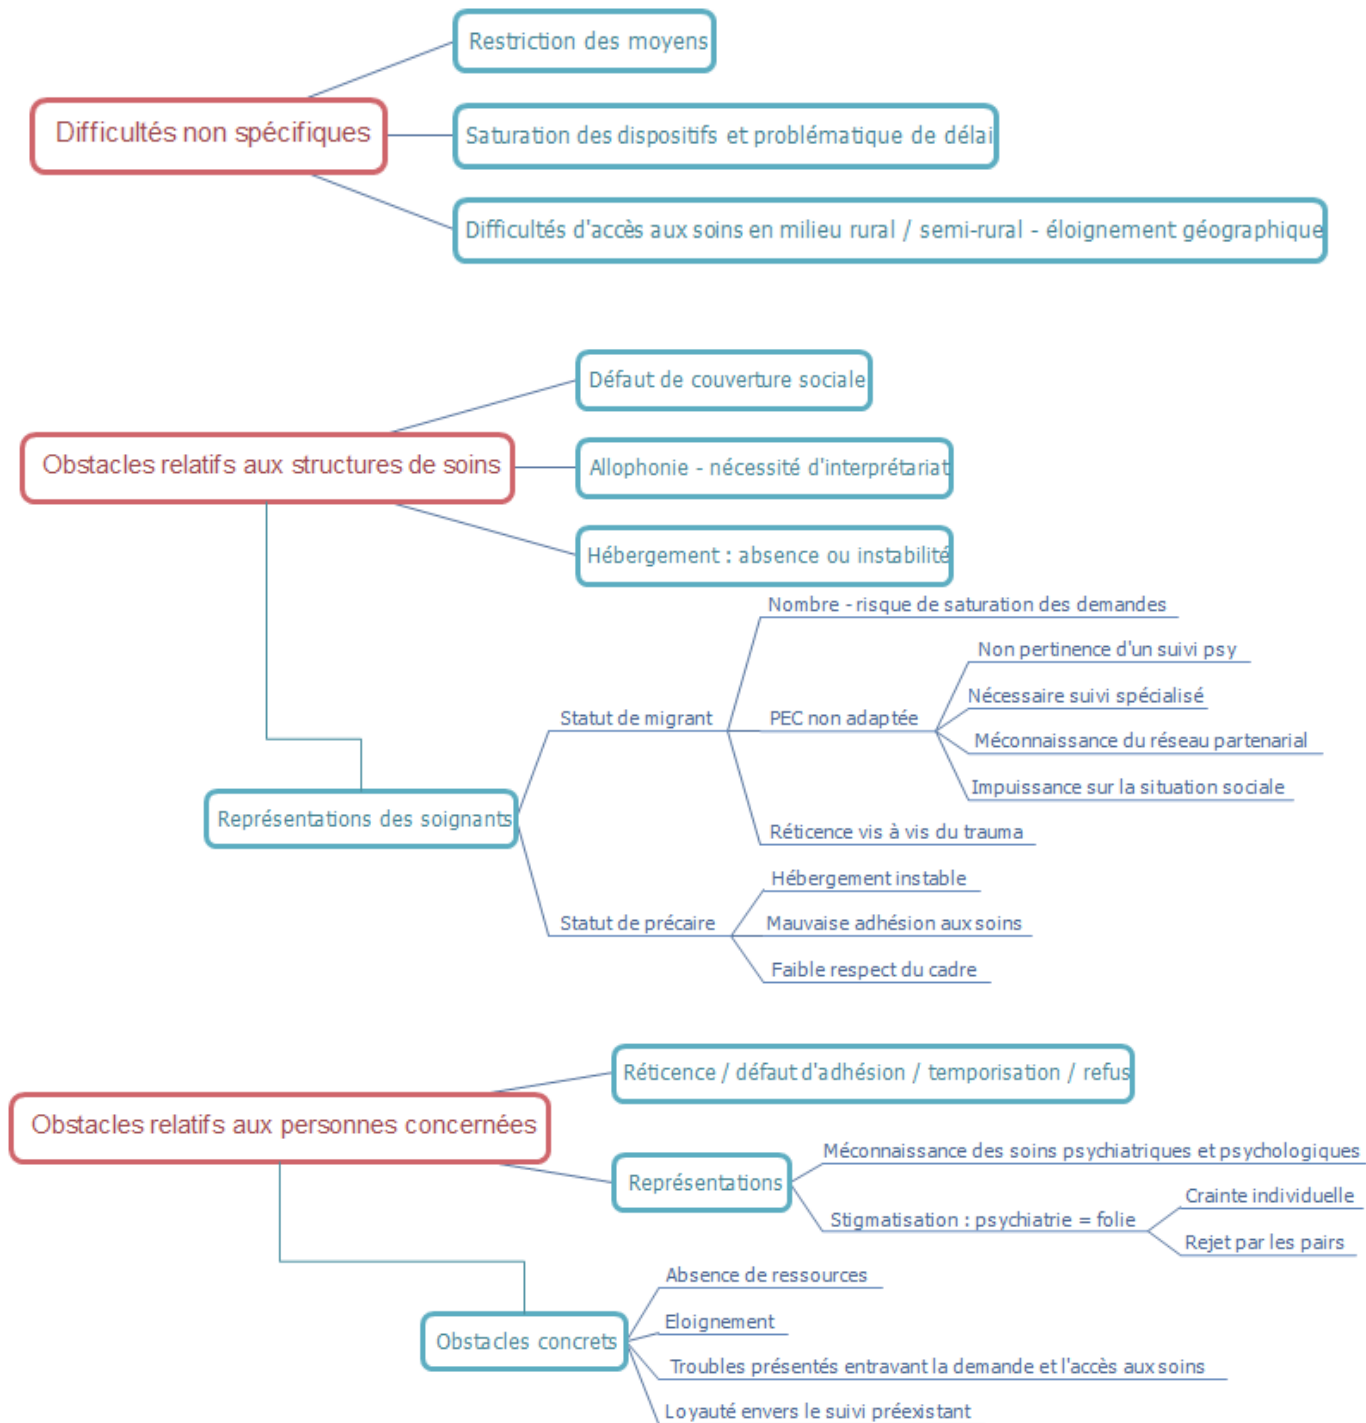 Restriction des moyens
Difficultés non spécifiques
Saturation des dispositifs et problématique de délai
Difficultés d'accès aux soins en milieu rural / semi-rural - éloignement géographique
Défaut de couverture sociale
Obstacles relatifs aux structures de soins
Allophonie - nécessité d'interprétariat
Hébergement : absence ou instabilité
Nombre - risque de saturation des demandes
Non pertinence d'un suivi psy
Nécessaire suivi spécialisé
Statut de migrant
PEC non adaptée
Méconnaissance du réseau partenarial
Impuissance sur la situation sociale
Représentations des soignants
Réticence vis à vis du trauma
Hébergement instable
Statut de précaire
Mauvaise adhésion aux soins
Faible respect du cadre
Réticence / défaut d'adhésion / temporisation / refus
Obstacles relatifs aux personnes concernées
Méconnaissance des soins psychiatriques et psychologiques
Représentations
Crainte individuelle
Stigmatisation : psychiatrie = folie
Rejet par les pairs
Absence de ressources
Eloignement
Obstacles concrets
Troubles présentés entravant la demande et l'accès aux soins
Loyauté envers le suivi préexistant